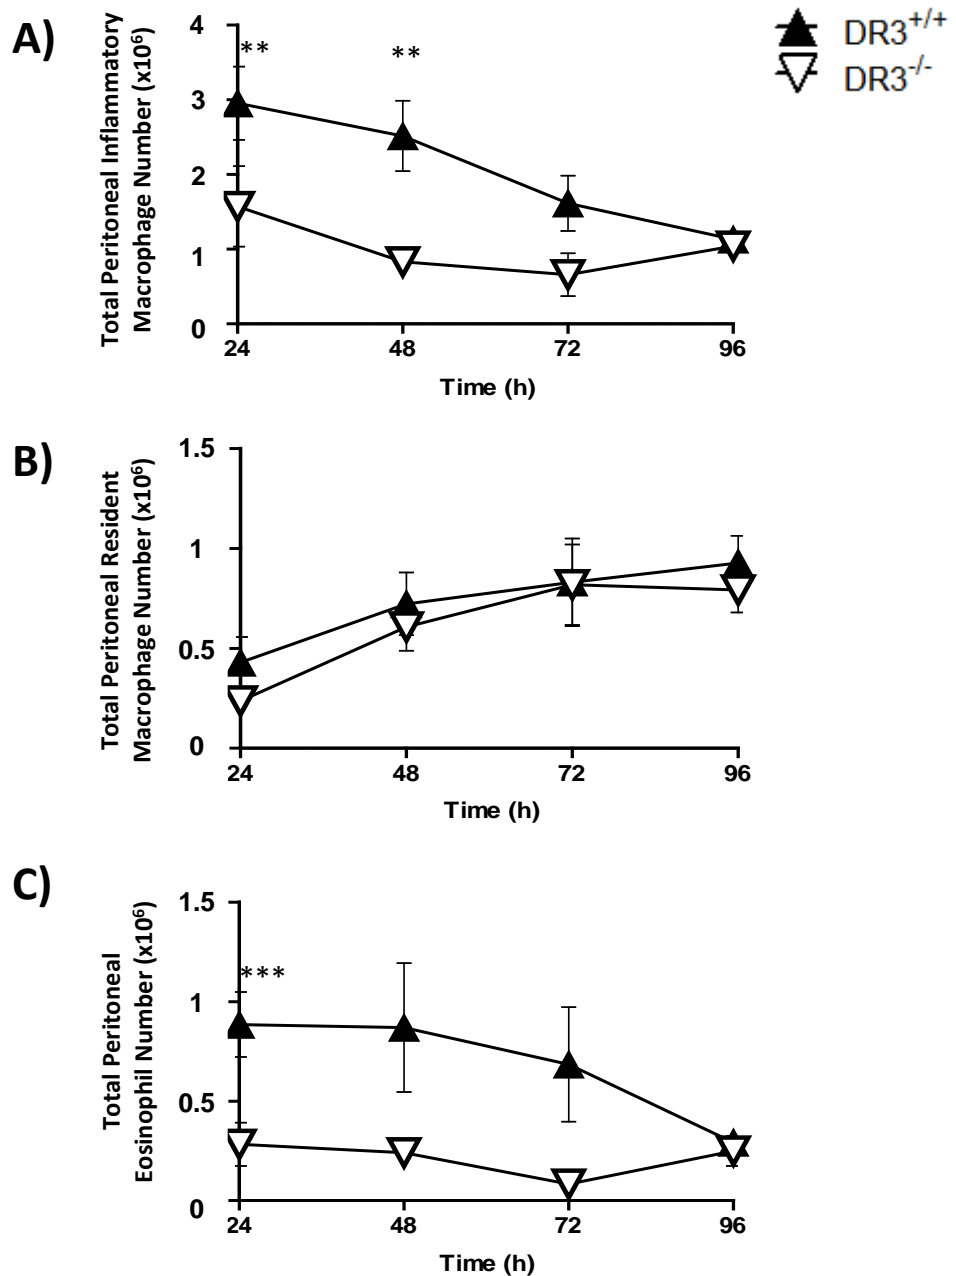 A)
Total Peritoneal Inflammatory
Macrophage Number (x10⁶)
4
3
2
1
0
**
**
24
48
72
96
Time (h)
DR3+/+
DR3-/-
B)
Total Peritoneal Resident
Macrophage Number (x10⁶)
1.5
1
0.5
0
24
48
72
96
Time (h)
C)
Total Peritoneal
Eosinophil Number (x10⁶)
1.5
1
0.5
0
***
24
48
72
96
Time (h)